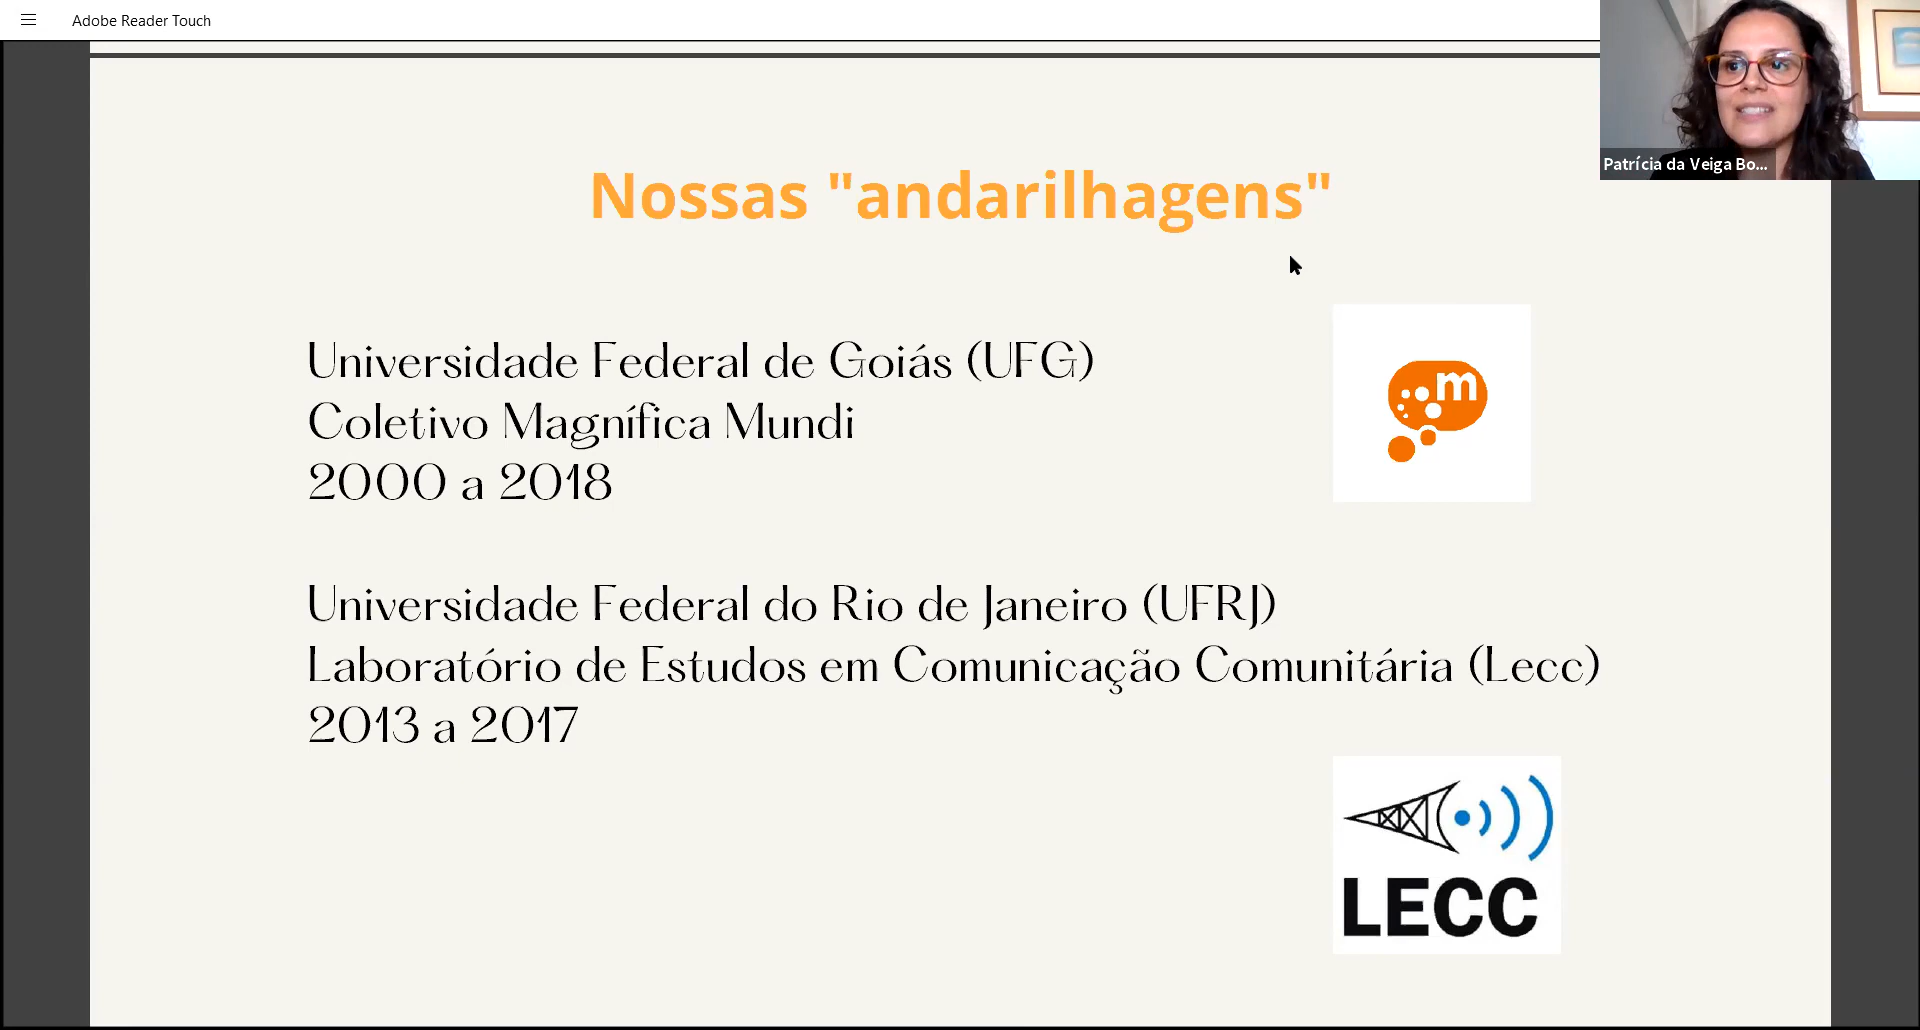 Adobe Reader Touch
Patrícia da Veiga Bo...
Nossas "andarilhagens"
Universidade Federal de Goiás (UFG)
Coletivo Magnífica Mundi
2000 a 2018
m
Universidade Federal do Rio de Janeiro (UFRJ)
Laboratório de Estudos em Comunicação Comunitária (Lecc)
2013 a 2017
LECC